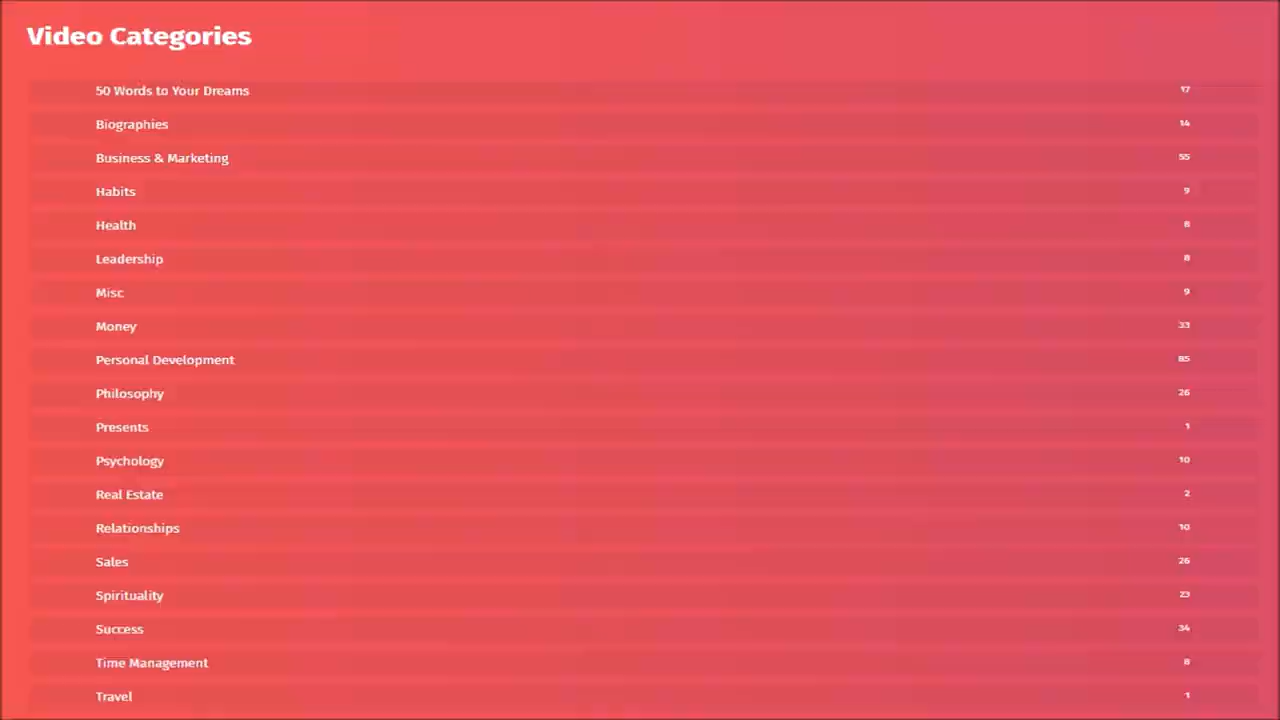 Video Categories
50 Words to Your Dreams 17
Biographies 14
Business & Marketing 55
Habits 9
Health 6
Leadership 8
Misc 9
Money 33
Personal Development 85
Philosophy 26
Presents 1
Psychology 10
Real Estate 2
Relationships 10
Sales 26
Spirituality 23
Success 34
Time Management 8
Travel 1